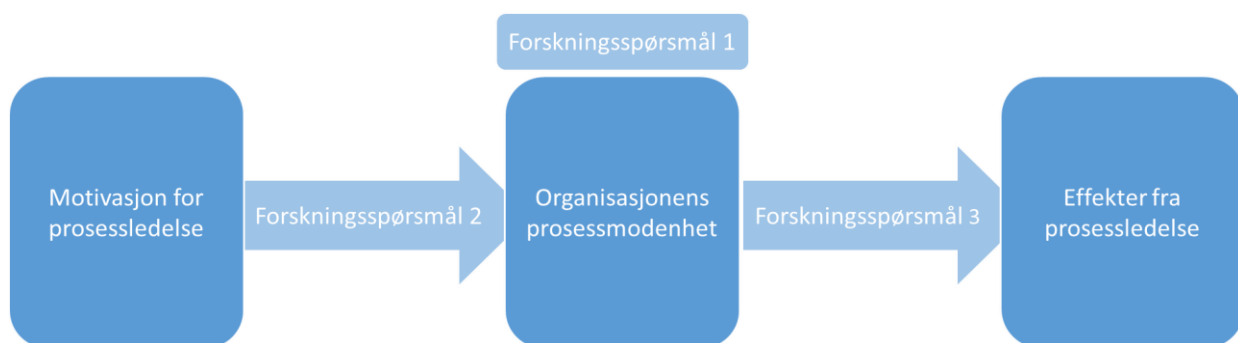 Forskningsspørsmål 1
Motivasjon for
prosessledelse
Forskningsspørsmål 2
Organisasjonens
prosessmodenhet
Forskningsspørsmål 3
Effekter fra
prosessledelse